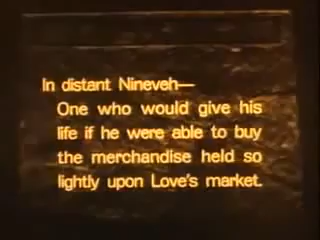 In distant Nineveh—
One who would give his
life if he were able to buy
the merchandise held so
lightly upon Love's market.